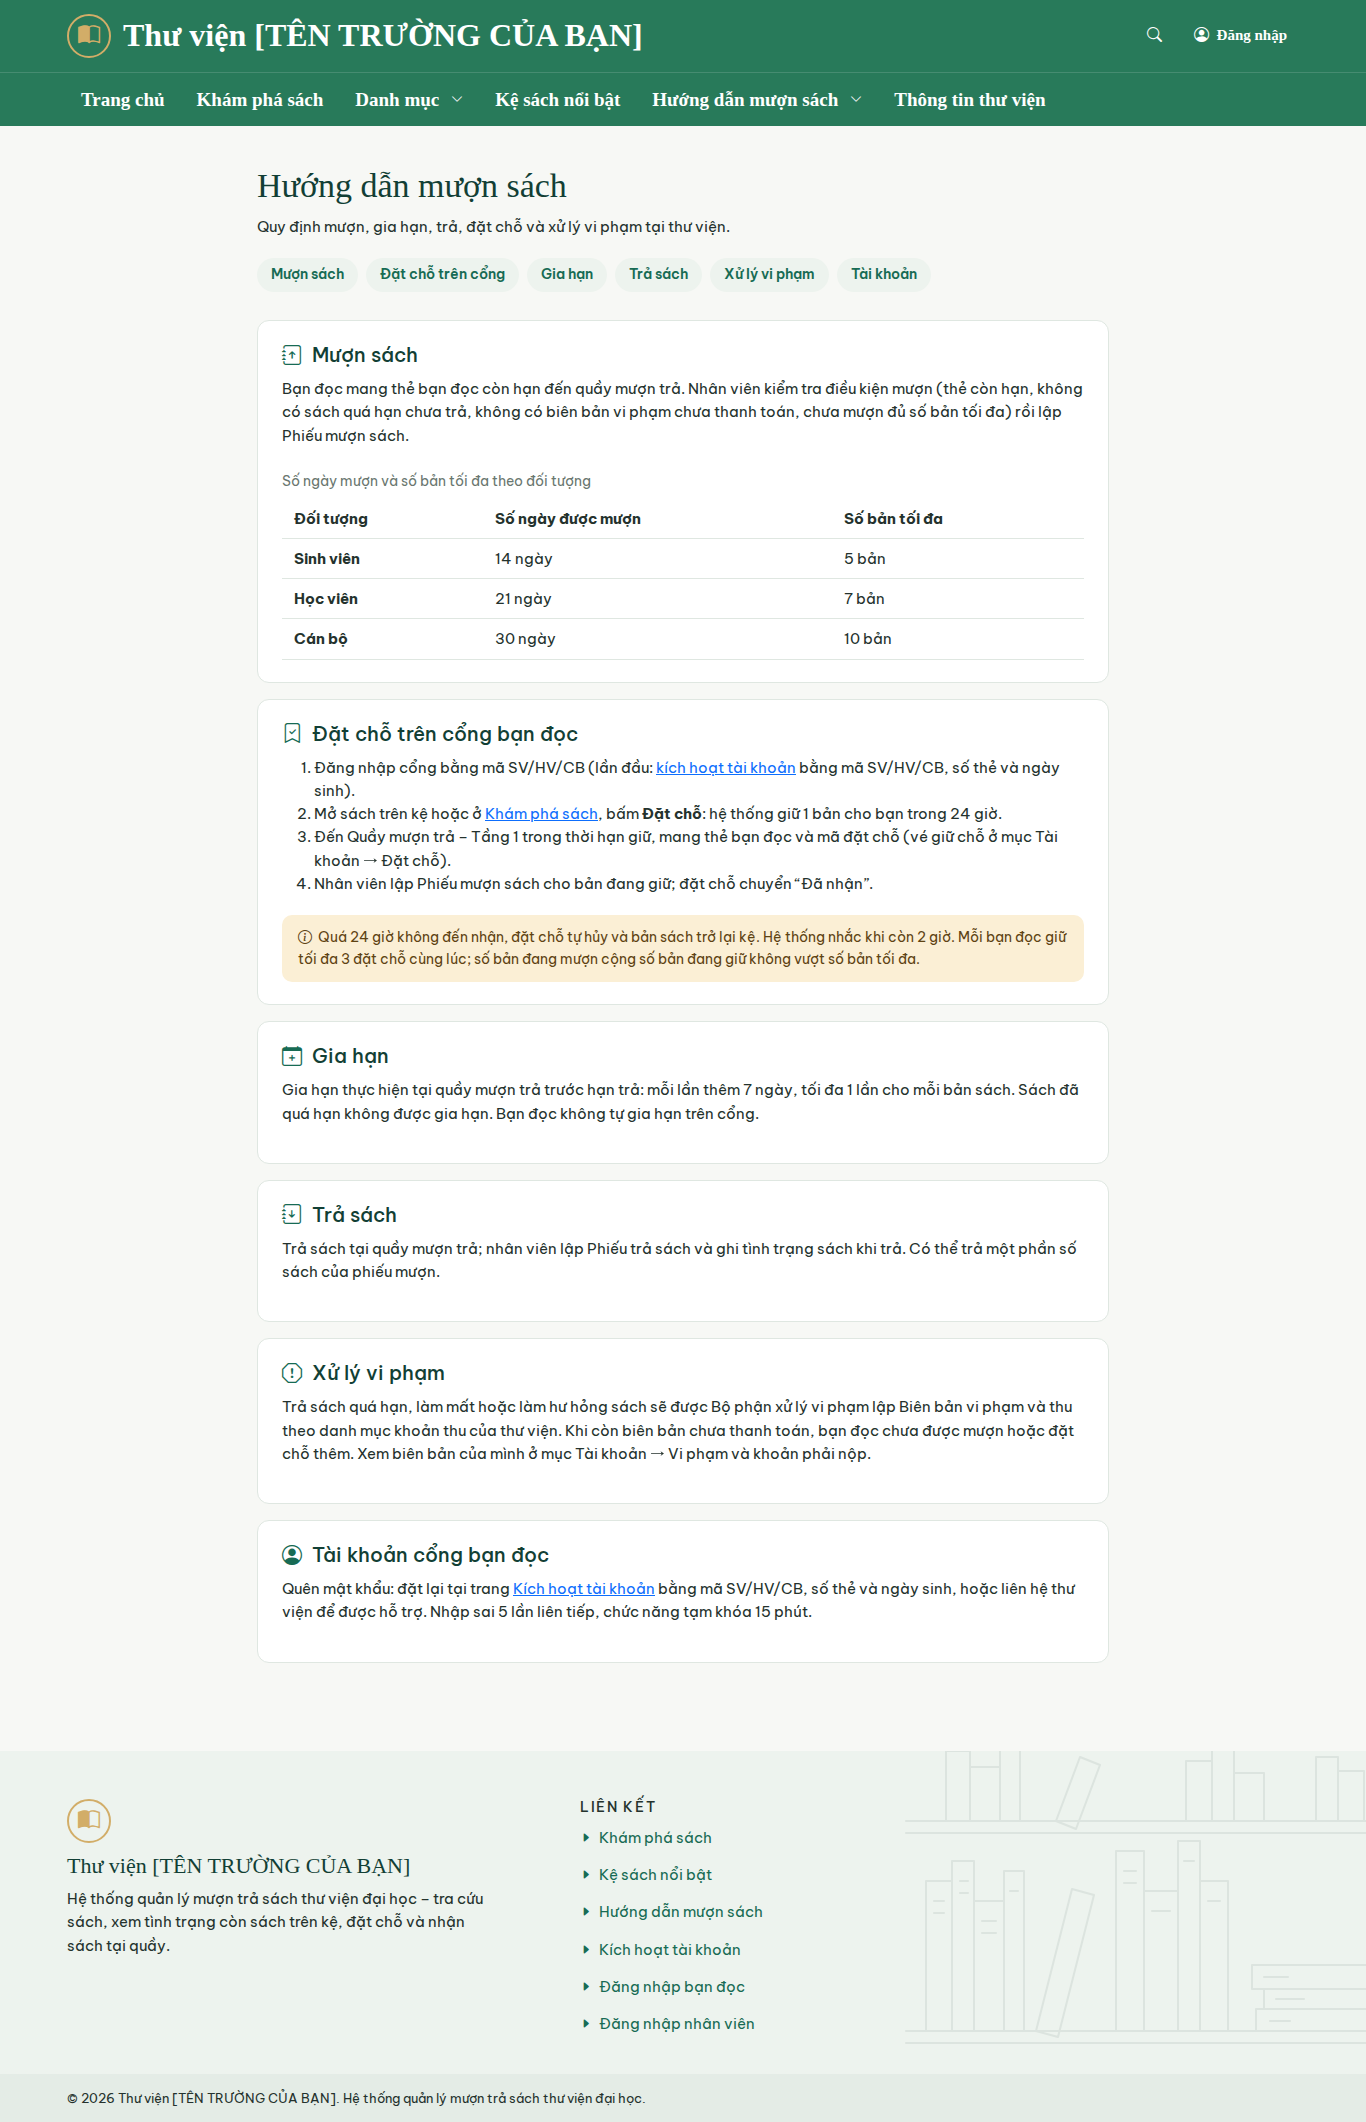 Thư viện [TÊN TRƯỜNG CỦA BẠN]
Đăng nhập
Trang chủ Khám phá sách Danh mục Kệ sách nổi bật Hướng dẫn mượn sách Thông tin thư viện
Hướng dẫn mượn sách
Quy định mượn, gia hạn, trả, đặt chỗ và xử lý vi phạm tại thư viện.
Mượn sách Đặt chỗ trên cổng Gia hạn Trả sách Xử lý vi phạm Tài khoản
Mượn sách
Bạn đọc mang thẻ bạn đọc còn hạn đến quầy mượn trả. Nhân viên kiểm tra điều kiện mượn (thẻ còn hạn, không
có sách quá hạn chưa trả, không có biên bản vi phạm chưa thanh toán, chưa mượn đủ số bản tối đa) rồi lập
Phiếu mượn sách.
Số ngày mượn và số bản tối đa theo đối tượng
Đối tượng Số ngày được mượn Số bản tối đa
Sinh viên 14 ngày 5 bản
Học viên 21 ngày 7 bản
Cán bộ 30 ngày 10 bản
Đặt chỗ trên cổng bạn đọc
1. Đăng nhập cổng bằng mã SV/HV/CB (lần đầu: kích hoạt tài khoản bằng mã SV/HV/CB, số thẻ và ngày
sinh).
2. Mở sách trên kệ hoặc ở Khám phá sách, bấm Đặt chỗ: hệ thống giữ 1 bản cho bạn trong 24 giờ.
3. Đến Quầy mượn trả – Tầng 1 trong thời hạn giữ, mang thẻ bạn đọc và mã đặt chỗ (vé giữ chỗ ở mục Tài
khoản → Đặt chỗ).
4. Nhân viên lập Phiếu mượn sách cho bản đang giữ; đặt chỗ chuyển “Đã nhận”.
Quá 24 giờ không đến nhận, đặt chỗ tự hủy và bản sách trở lại kệ. Hệ thống nhắc khi còn 2 giờ. Mỗi bạn đọc giữ
tối đa 3 đặt chỗ cùng lúc; số bản đang mượn cộng số bản đang giữ không vượt số bản tối đa.
Gia hạn
Gia hạn thực hiện tại quầy mượn trả trước hạn trả: mỗi lần thêm 7 ngày, tối đa 1 lần cho mỗi bản sách. Sách đã
quá hạn không được gia hạn. Bạn đọc không tự gia hạn trên cổng.
Trả sách
Trả sách tại quầy mượn trả; nhân viên lập Phiếu trả sách và ghi tình trạng sách khi trả. Có thể trả một phần số
sách của phiếu mượn.
Xử lý vi phạm
Trả sách quá hạn, làm mất hoặc làm hư hỏng sách sẽ được Bộ phận xử lý vi phạm lập Biên bản vi phạm và thu
theo danh mục khoản thu của thư viện. Khi còn biên bản chưa thanh toán, bạn đọc chưa được mượn hoặc đặt
chỗ thêm. Xem biên bản của mình ở mục Tài khoản → Vi phạm và khoản phải nộp.
Tài khoản cổng bạn đọc
Quên mật khẩu: đặt lại tại trang Kích hoạt tài khoản bằng mã SV/HV/CB, số thẻ và ngày sinh, hoặc liên hệ thư
viện để được hỗ trợ. Nhập sai 5 lần liên tiếp, chức năng tạm khóa 15 phút.
Thư viện [TÊN TRƯỜNG CỦA BẠN]
Hệ thống quản lý mượn trả sách thư viện đại học – tra cứu
sách, xem tình trạng còn sách trên kệ, đặt chỗ và nhận
sách tại quầy.
LIÊN KẾT
Khám phá sách
Kệ sách nổi bật
Hướng dẫn mượn sách
Kích hoạt tài khoản
Đăng nhập bạn đọc
Đăng nhập nhân viên
© 2026 Thư viện [TÊN TRƯỜNG CỦA BẠN]. Hệ thống quản lý mượn trả sách thư viện đại học.